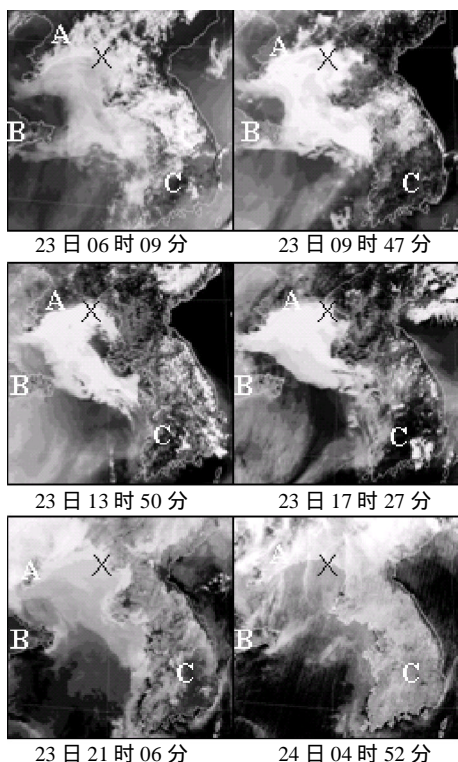 A X A X
B B
C C
23 日 06 时 09 分 23 日 09 时 47 分
A X A X
B B
C C
23 日 13 时 50 分 23 日 17 时 27 分
A X A X
B B
C C
23 日 21 时 06 分 24 日 04 时 52 分